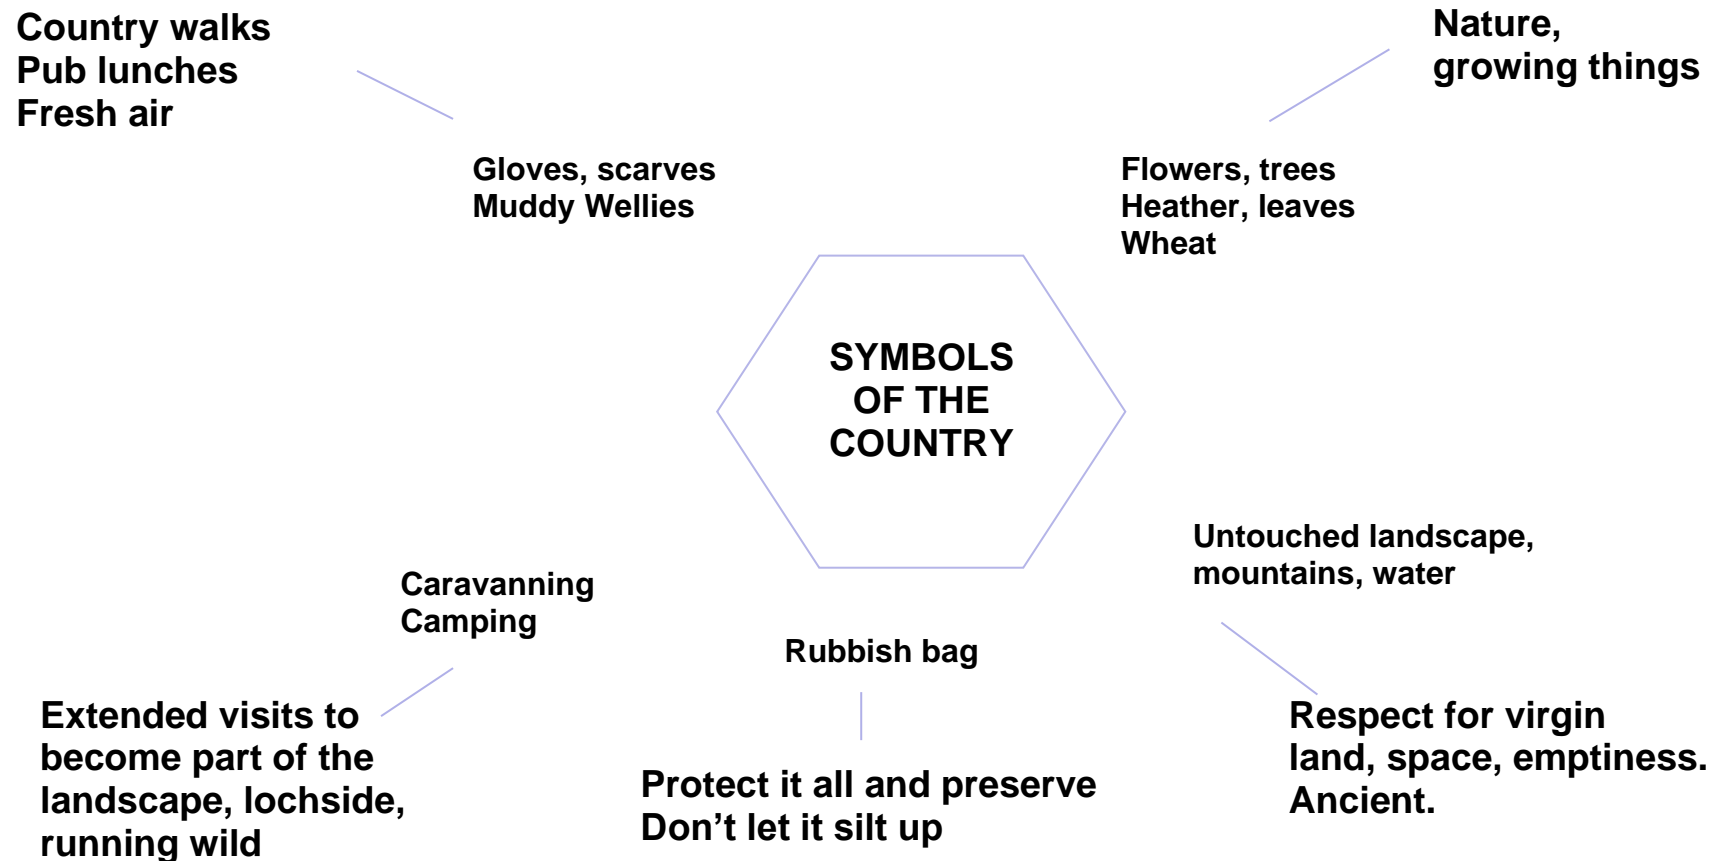 Country walks
Pub lunches
Fresh air
Nature,
growing things
Gloves, scarves
Muddy Wellies
Flowers, trees
Heather, leaves
Wheat
SYMBOLS
OF THE
COUNTRY
Untouched landscape,
mountains, water
Caravanning
Camping
Rubbish bag
Extended visits to
become part of the
landscape, lochside,
running wild
Protect it all and preserve
Don’t let it silt up
Respect for virgin
land, space, emptiness.
Ancient.